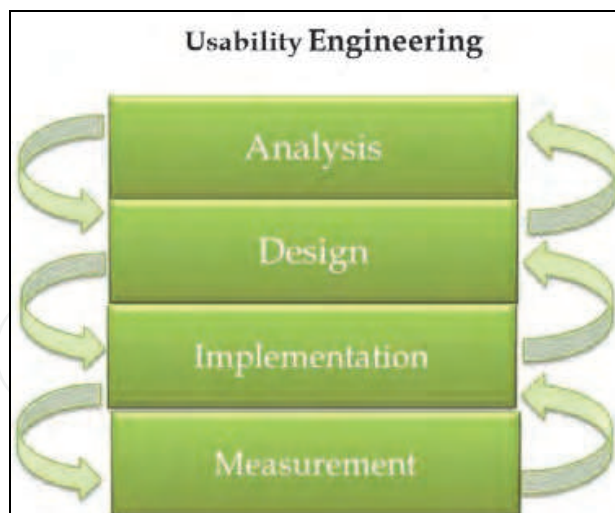 Usability Engineering
Analysis
Design
Implementation
Measurement